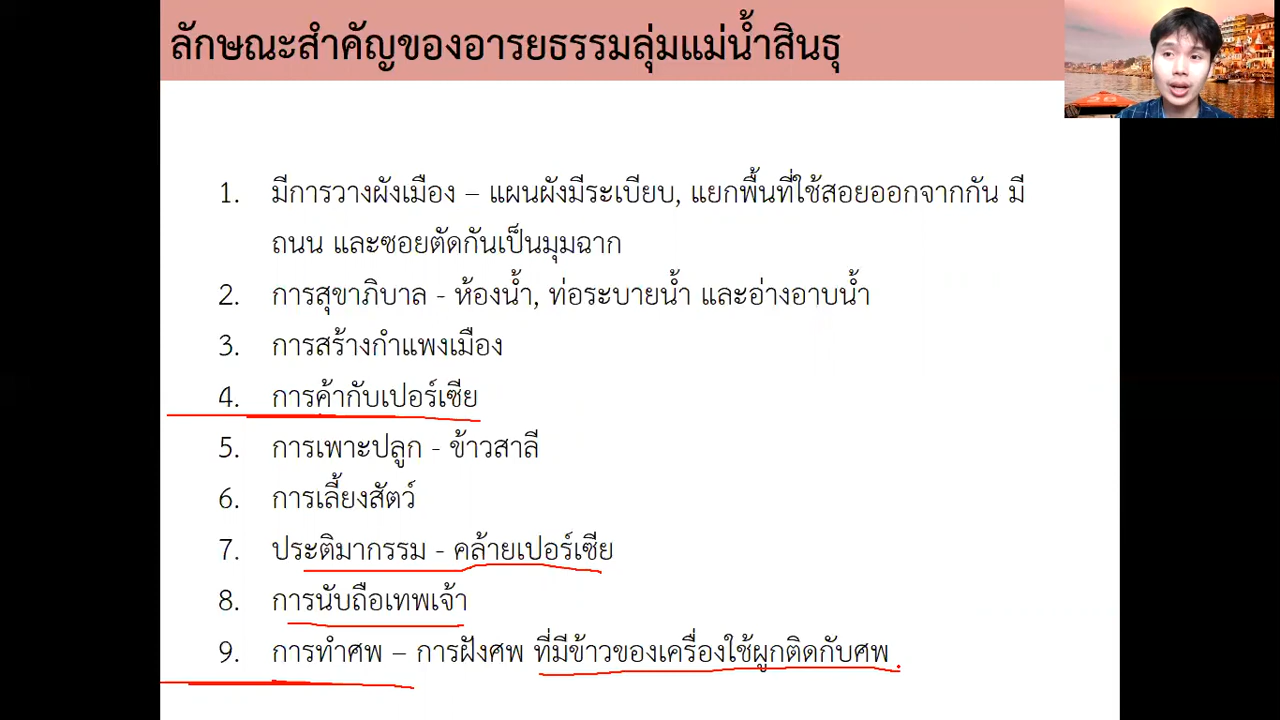 ลักษณะสำคัญของอารยธรรมลุ่มแม่น้ำสินธุ
1. มีการวางผังเมือง – แผนผังมีระเบียบ, แยกพื้นที่ใช้สอยออกจากกัน มี
ถนน และซอยตัดกันเป็นมุมฉาก
2. การสุขาภิบาล - ห้องน้ำ, ท่อระบายน้ำ และอ่างอาบน้ำ
3. การสร้างกำแพงเมือง
4. การค้ากับเปอร์เซีย
5. การเพาะปลูก - ข้าวสาลี
6. การเลี้ยงสัตว์
7. ประติมากรรม - คล้ายเปอร์เซีย
8. การนับถือเทพเจ้า
9. การทำศพ – การฝังศพ ที่มีข้าวของเครื่องใช้ผูกติดกับศพ